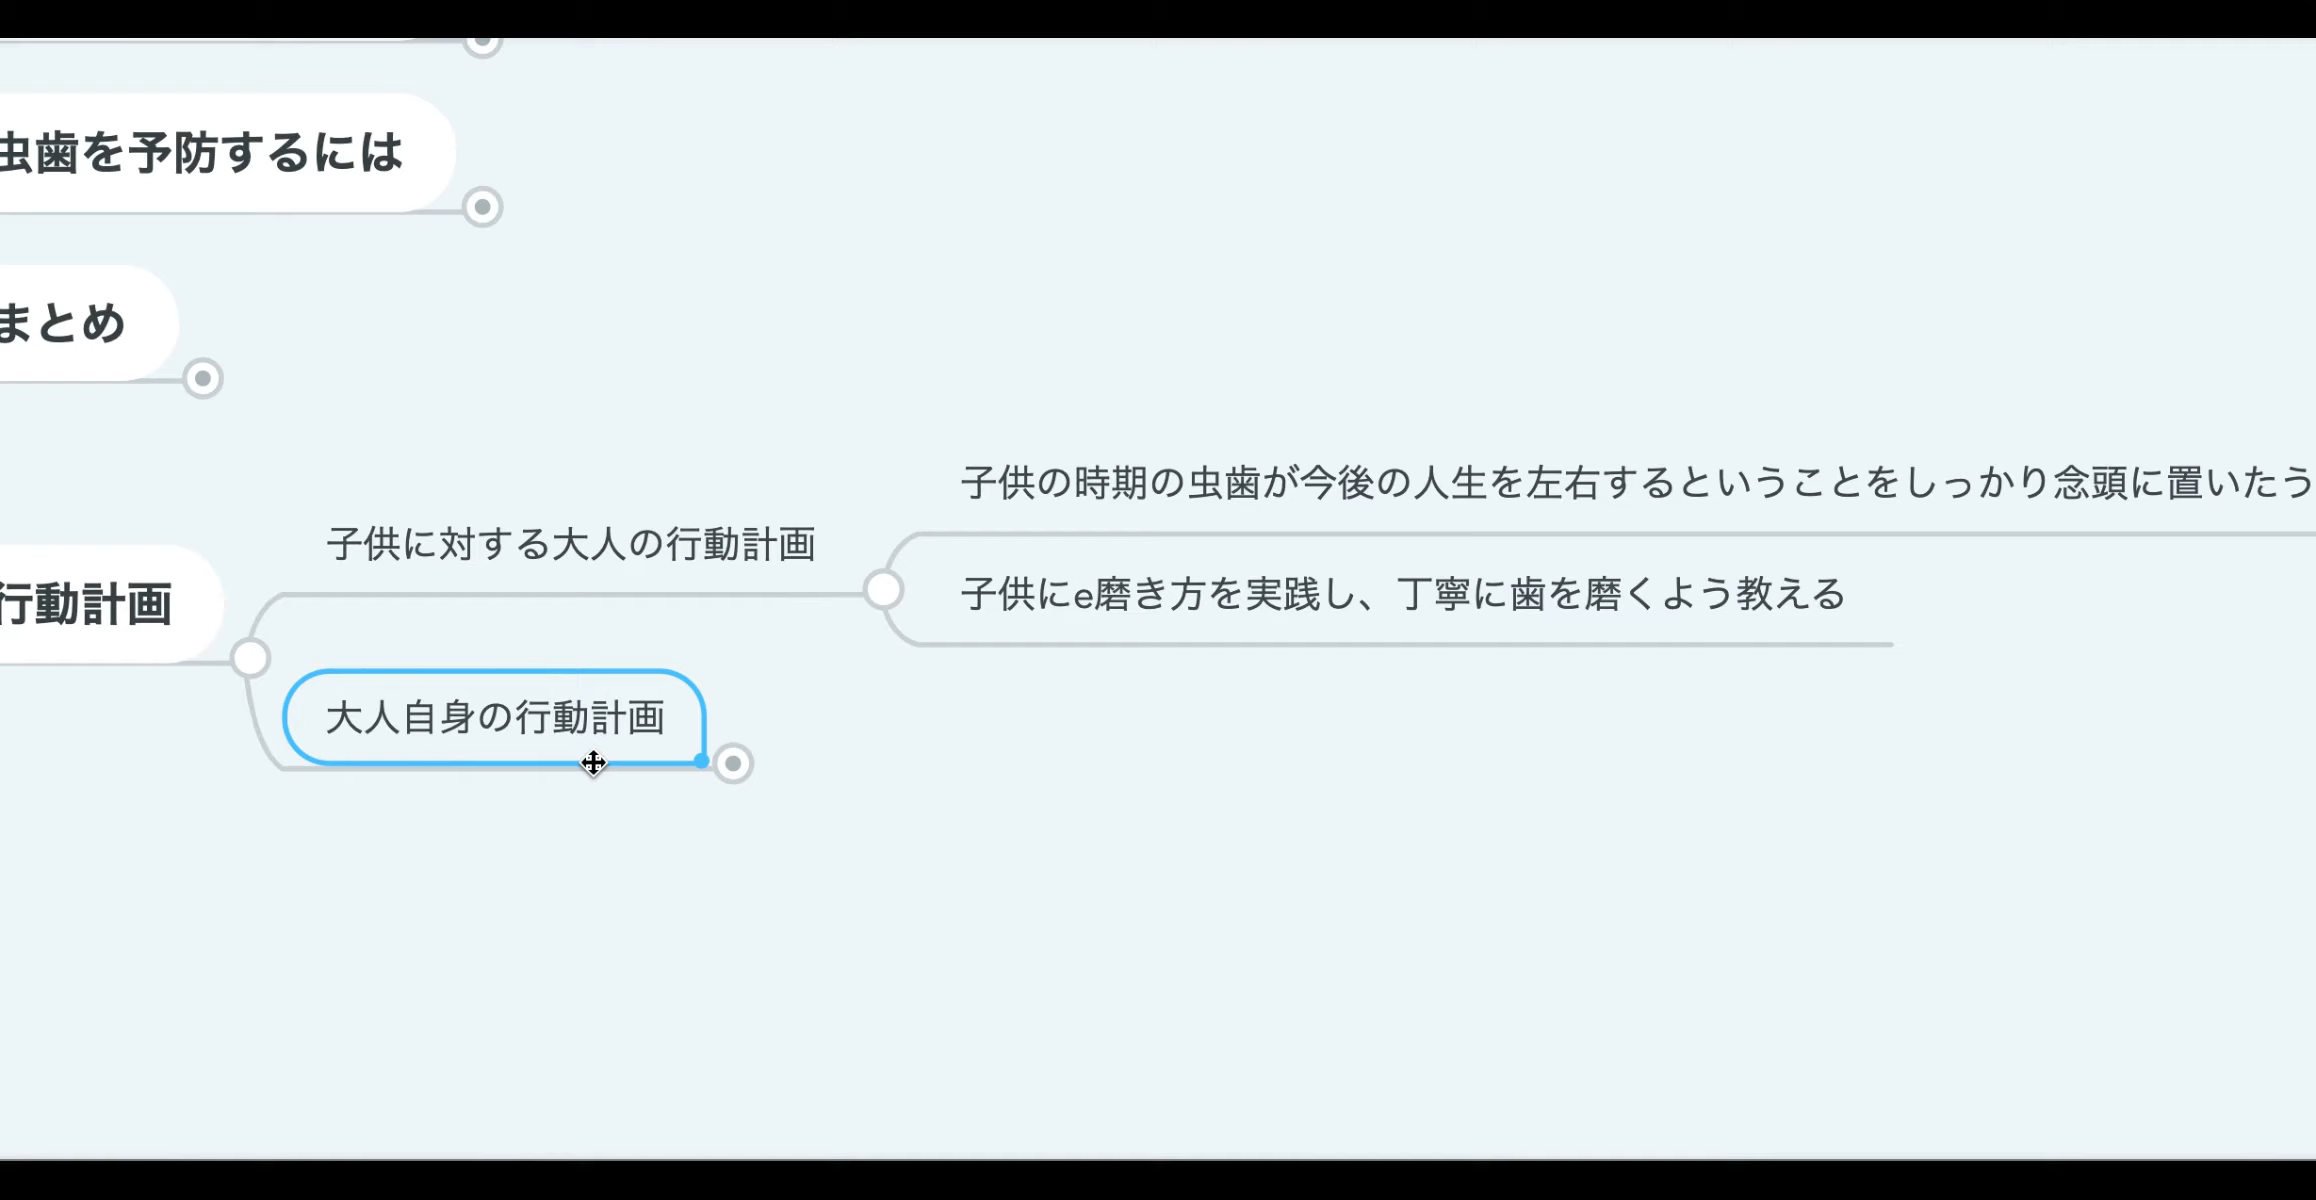 虫歯を予防するには
まとめ
子供の時期の虫歯が今後の人生を左右するということをしっかり念頭に置いたう
子供に対する大人の行動計画
子供にe磨き方を実践し、丁寧に歯を磨くよう教える
行動計画
大人自身の行動計画